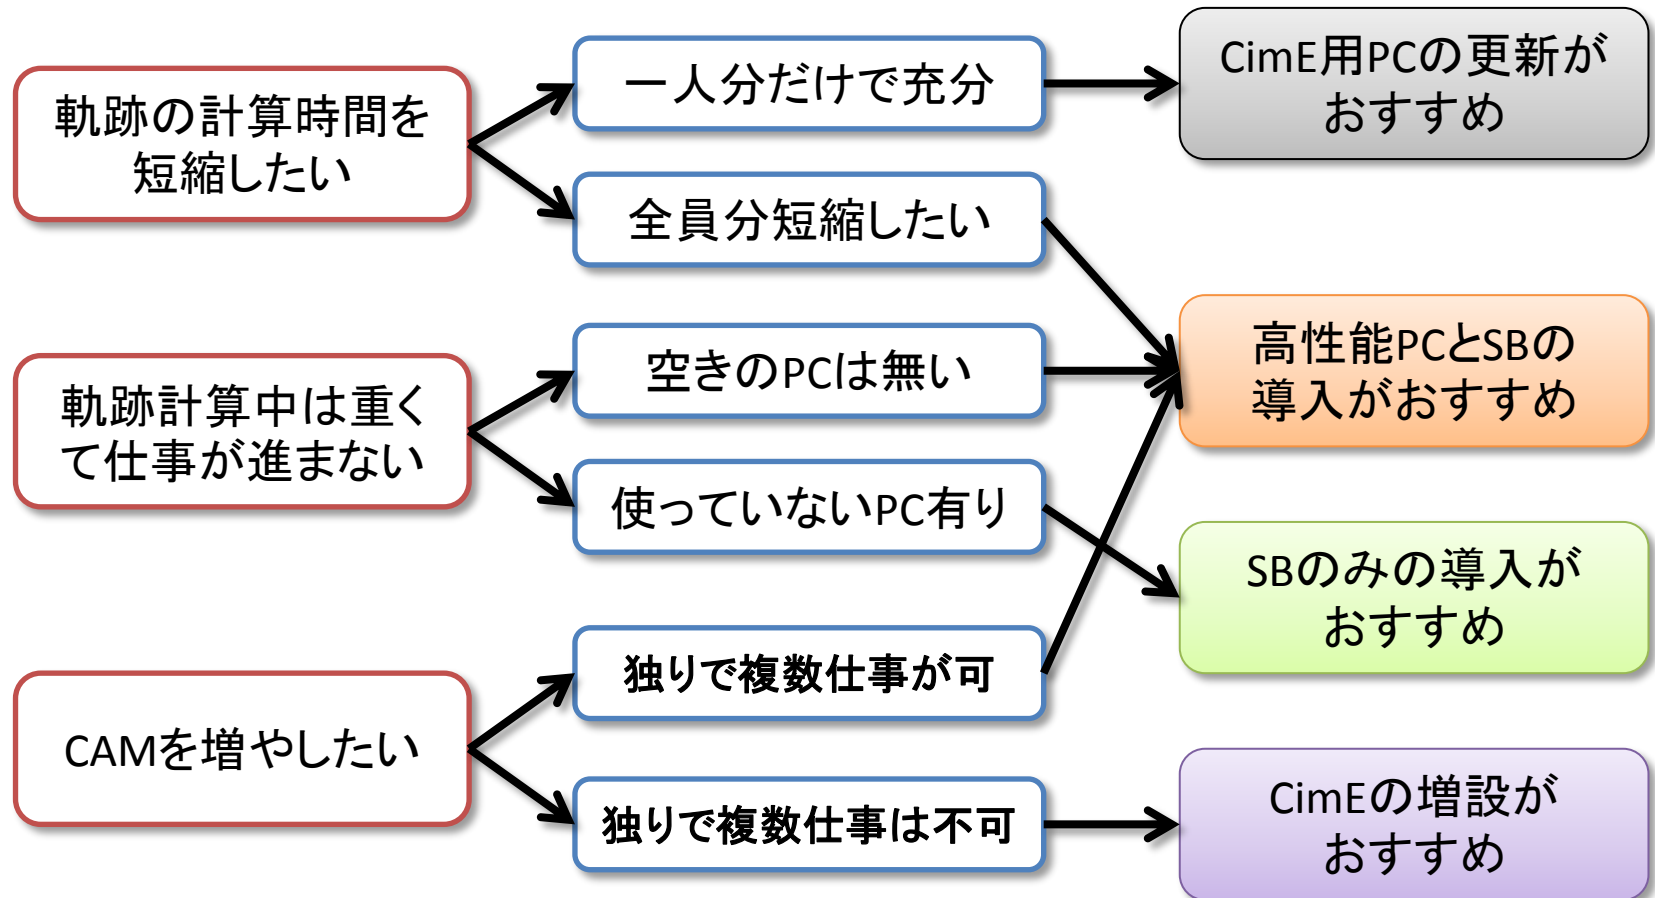 軌跡の計算時間を
短縮したい
一人分だけで充分
CimE用PCの更新が
おすすめ
全員分短縮したい
軌跡計算中は重く
て仕事が進まない
空きのPCは無い
高性能PCとSBの
導入がおすすめ
使っていないPC有り
SBのみの導入が
おすすめ
CAMを増やしたい
独りで複数仕事が可
独りで複数仕事は不可
CimEの増設が
おすすめ